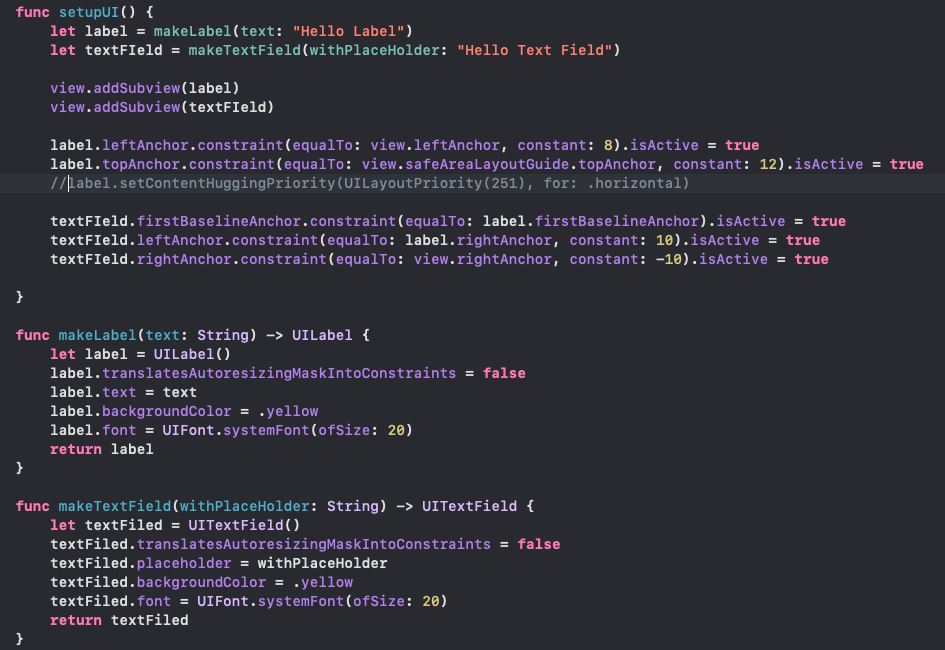 func setupUI() {
    let label = makeLabel(text: "Hello Label")
    let textFIeld = makeTextField(withPlaceHolder: "Hello Text Field")

    view.addSubview(label)
    view.addSubview(textFIeld)

    label.leftAnchor.constraint(equalTo: view.leftAnchor, constant: 8).isActive = true
    label.topAnchor.constraint(equalTo: view.safeAreaLayoutGuide.topAnchor, constant: 12).isActive = true
    //label.setContentHuggingPriority(UILayoutPriority(251), for: .horizontal)

    textFIeld.firstBaselineAnchor.constraint(equalTo: label.firstBaselineAnchor).isActive = true
    textFIeld.leftAnchor.constraint(equalTo: label.rightAnchor, constant: 10).isActive = true
    textFIeld.rightAnchor.constraint(equalTo: view.rightAnchor, constant: -10).isActive = true

}

func makeLabel(text: String) -> UILabel {
    let label = UILabel()
    label.translatesAutoresizingMaskIntoConstraints = false
    label.text = text
    label.backgroundColor = .yellow
    label.font = UIFont.systemFont(ofSize: 20)
    return label
}

func makeTextField(withPlaceHolder: String) -> UITextField {
    let textFiled = UITextField()
    textFiled.translatesAutoresizingMaskIntoConstraints = false
    textFiled.placeholder = withPlaceHolder
    textFiled.backgroundColor = .yellow
    textFiled.font = UIFont.systemFont(ofSize: 20)
    return textFiled
}